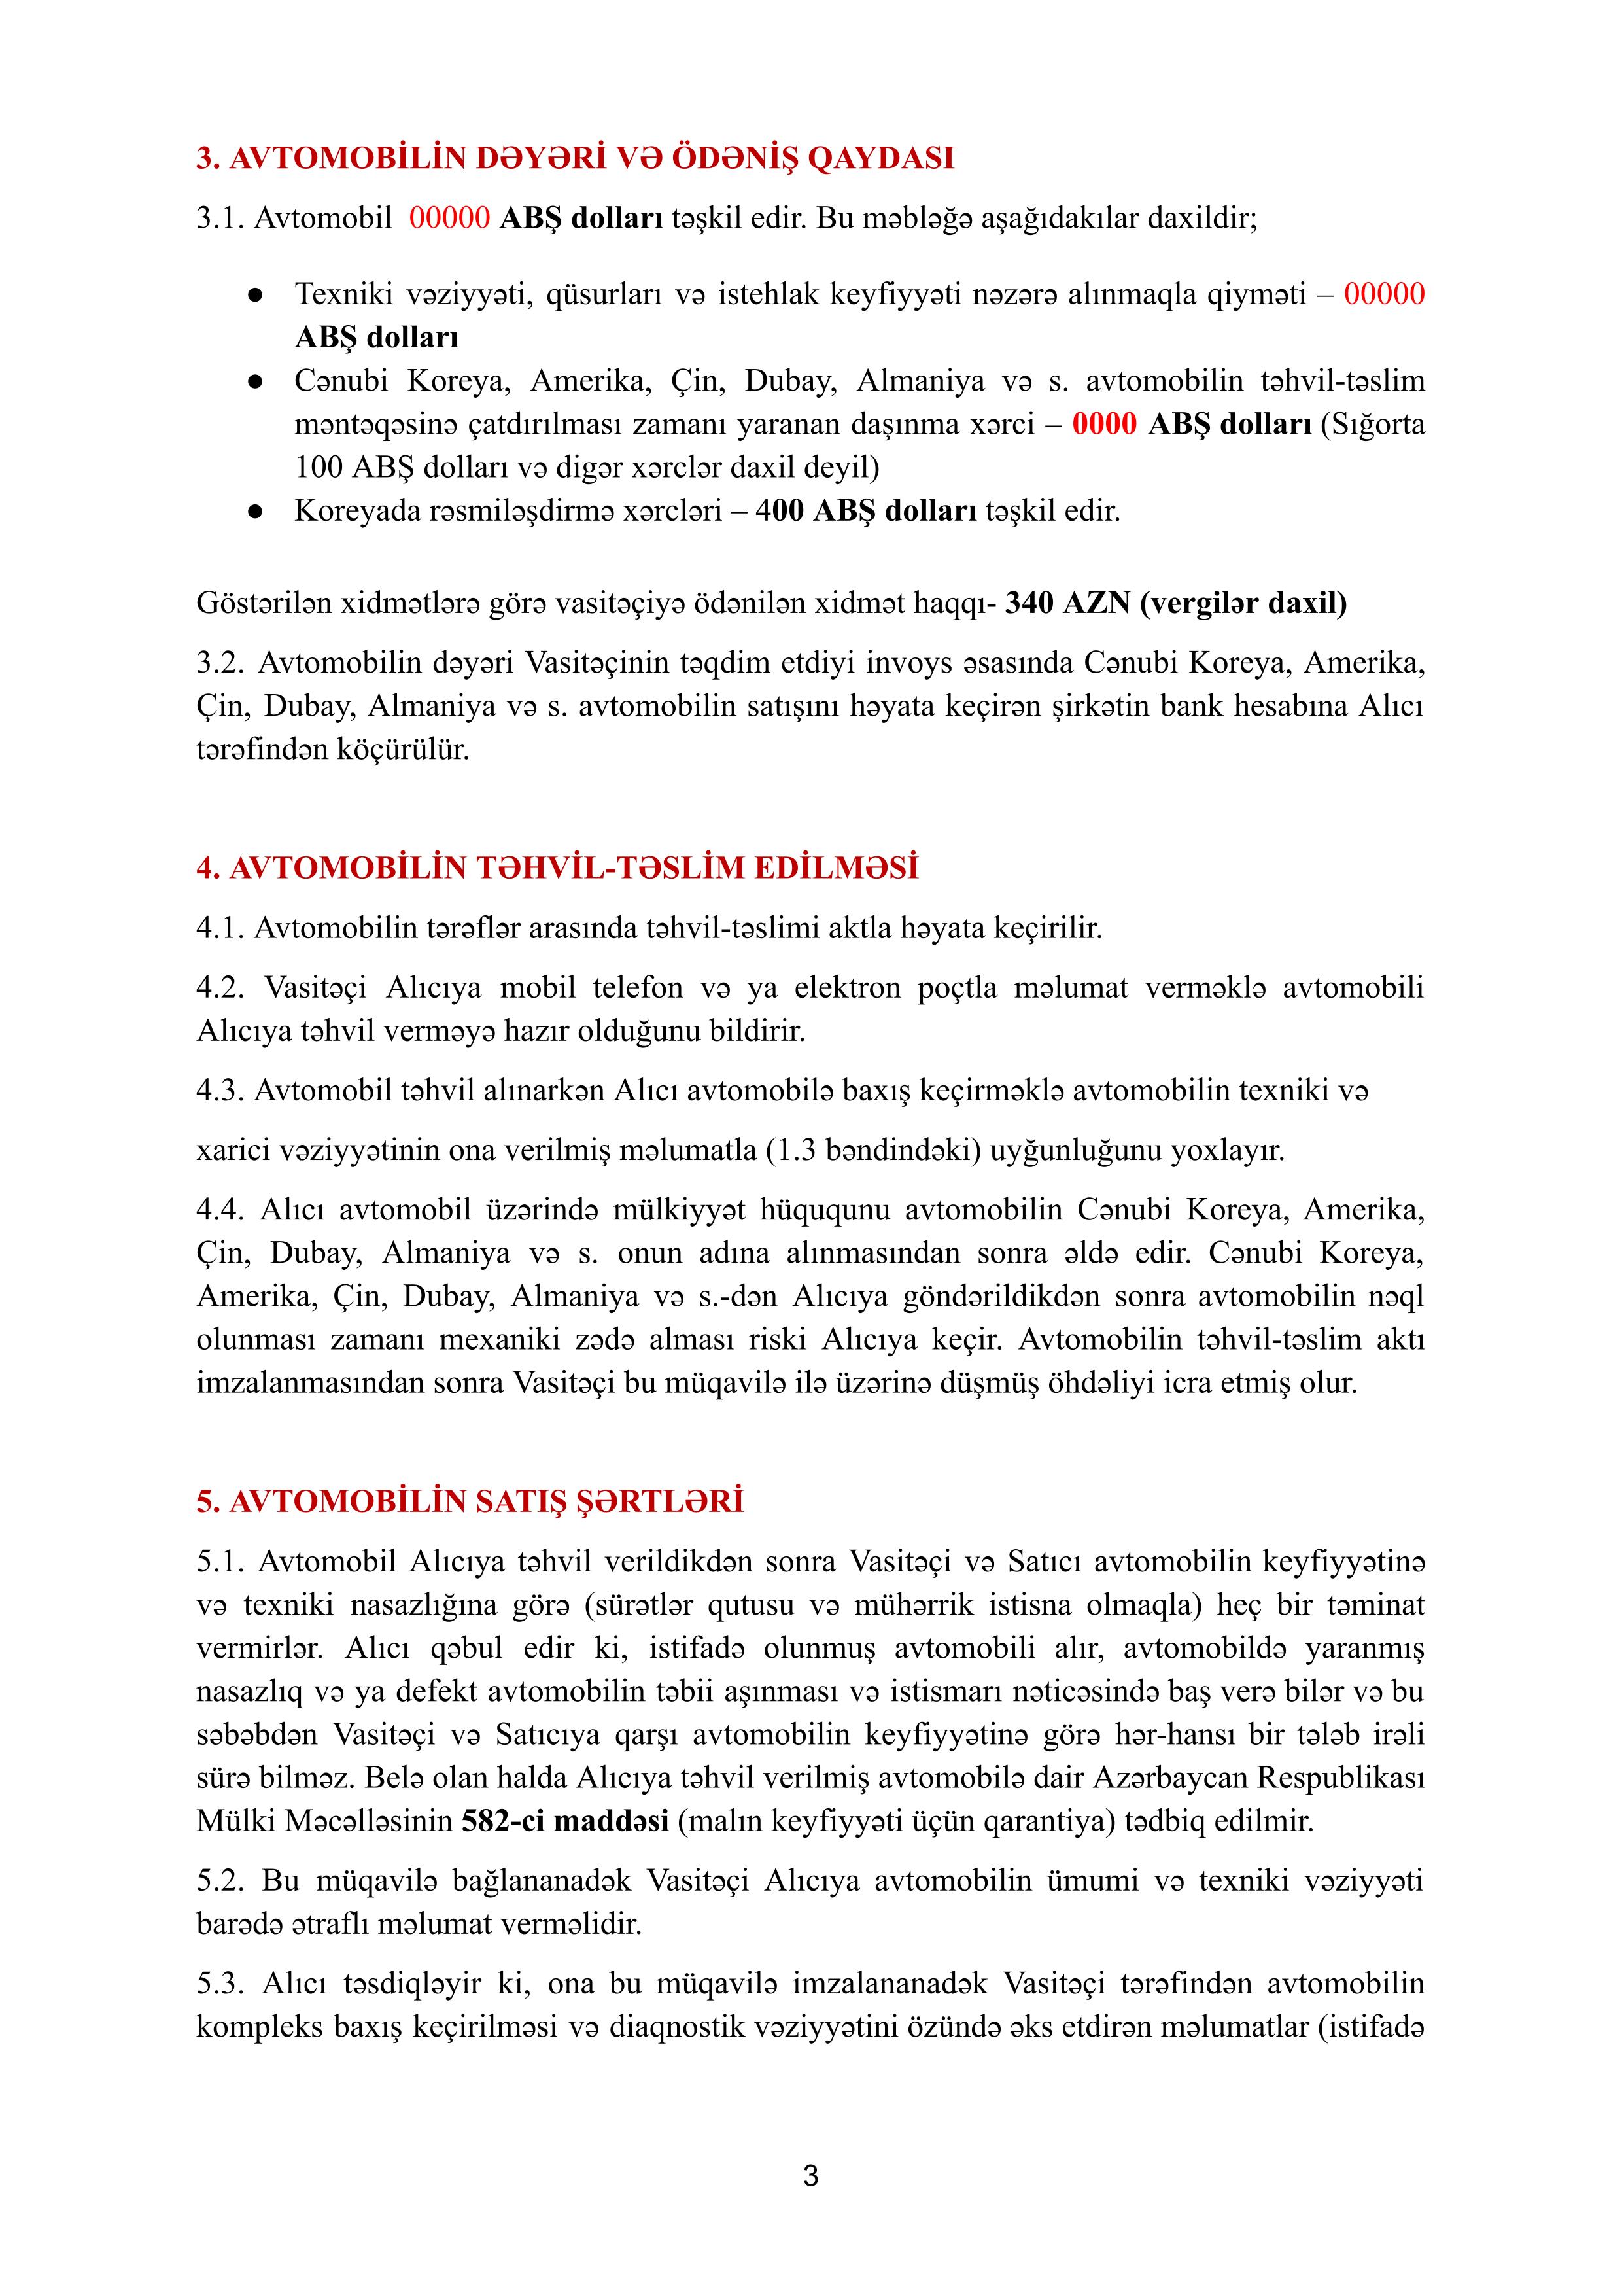 3. AVTOMOBİLİN DƏYƏRİ VƏ ÖDƏNİŞ QAYDASI
3.1. Avtomobil 00000 ABŞ dolları təşkil edir. Bu məbləğə aşağıdakılar daxildir;
● Texniki vəziyyəti, qüsurları və istehlak keyfiyyəti nəzərə alınmaqla qiyməti – 00000
ABŞ dolları
● Cənubi Koreya, Amerika, Çin, Dubay, Almaniya və s. avtomobilin təhvil-təslim
məntəqəsinə çatdırılması zamanı yaranan daşınma xərci – 0000 ABŞ dolları (Sığorta
100 ABŞ dolları və digər xərclər daxil deyil)
● Koreyada rəsmiləşdirmə xərcləri – 400 ABŞ dolları təşkil edir.
Göstərilən xidmətlərə görə vasitəçiyə ödənilən xidmət haqqı- 340 AZN (vergilər daxil)
3.2. Avtomobilin dəyəri Vasitəçinin təqdim etdiyi invoys əsasında Cənubi Koreya, Amerika,
Çin, Dubay, Almaniya və s. avtomobilin satışını həyata keçirən şirkətin bank hesabına Alıcı
tərəfindən köçürülür.
4. AVTOMOBİLİN TƏHVİL-TƏSLİM EDİLMƏSİ
4.1. Avtomobilin tərəflər arasında təhvil-təslimi aktla həyata keçirilir.
4.2. Vasitəçi Alıcıya mobil telefon və ya elektron poçtla məlumat verməklə avtomobili
Alıcıya təhvil verməyə hazır olduğunu bildirir.
4.3. Avtomobil təhvil alınarkən Alıcı avtomobilə baxış keçirməklə avtomobilin texniki və
xarici vəziyyətinin ona verilmiş məlumatla (1.3 bəndindəki) uyğunluğunu yoxlayır.
4.4. Alıcı avtomobil üzərində mülkiyyət hüququnu avtomobilin Cənubi Koreya, Amerika,
Çin, Dubay, Almaniya və s. onun adına alınmasından sonra əldə edir. Cənubi Koreya,
Amerika, Çin, Dubay, Almaniya və s.-dən Alıcıya göndərildikdən sonra avtomobilin nəql
olunması zamanı mexaniki zədə alması riski Alıcıya keçir. Avtomobilin təhvil-təslim aktı
imzalanmasından sonra Vasitəçi bu müqavilə ilə üzərinə düşmüş öhdəliyi icra etmiş olur.
5. AVTOMOBİLİN SATIŞ ŞƏRTLƏRİ
5.1. Avtomobil Alıcıya təhvil verildikdən sonra Vasitəçi və Satıcı avtomobilin keyfiyyətinə
və texniki nasazlığına görə (sürətlər qutusu və mühərrik istisna olmaqla) heç bir təminat
vermirlər. Alıcı qəbul edir ki, istifadə olunmuş avtomobili alır, avtomobildə yaranmış
nasazlıq və ya defekt avtomobilin təbii aşınması və istismarı nəticəsində baş verə bilər və bu
səbəbdən Vasitəçi və Satıcıya qarşı avtomobilin keyfiyyətinə görə hər-hansı bir tələb irəli
sürə bilməz. Belə olan halda Alıcıya təhvil verilmiş avtomobilə dair Azərbaycan Respublikası
Mülki Məcəlləsinin 582-ci maddəsi (malın keyfiyyəti üçün qarantiya) tədbiq edilmir.
5.2. Bu müqavilə bağlananadək Vasitəçi Alıcıya avtomobilin ümumi və texniki vəziyyəti
barədə ətraflı məlumat verməlidir.
5.3. Alıcı təsdiqləyir ki, ona bu müqavilə imzalananadək Vasitəçi tərəfindən avtomobilin
kompleks baxış keçirilməsi və diaqnostik vəziyyətini özündə əks etdirən məlumatlar (istifadə
3